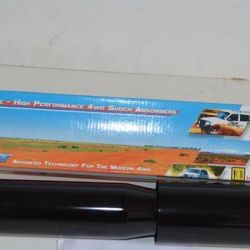 - High Performance 4wd Shock Absorbers
Advanced Technology For The Modern 4wd